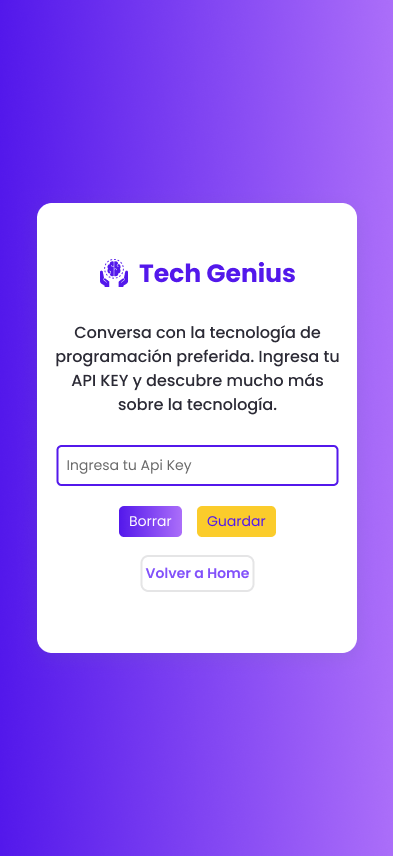 Tech Genius
Conversa con la tecnología de
programación preferida. Ingresa tu
API KEY y descubre mucho más
sobre la tecnología.
Ingresa tu Api Key
Borrar
Guardar
Volver a Home